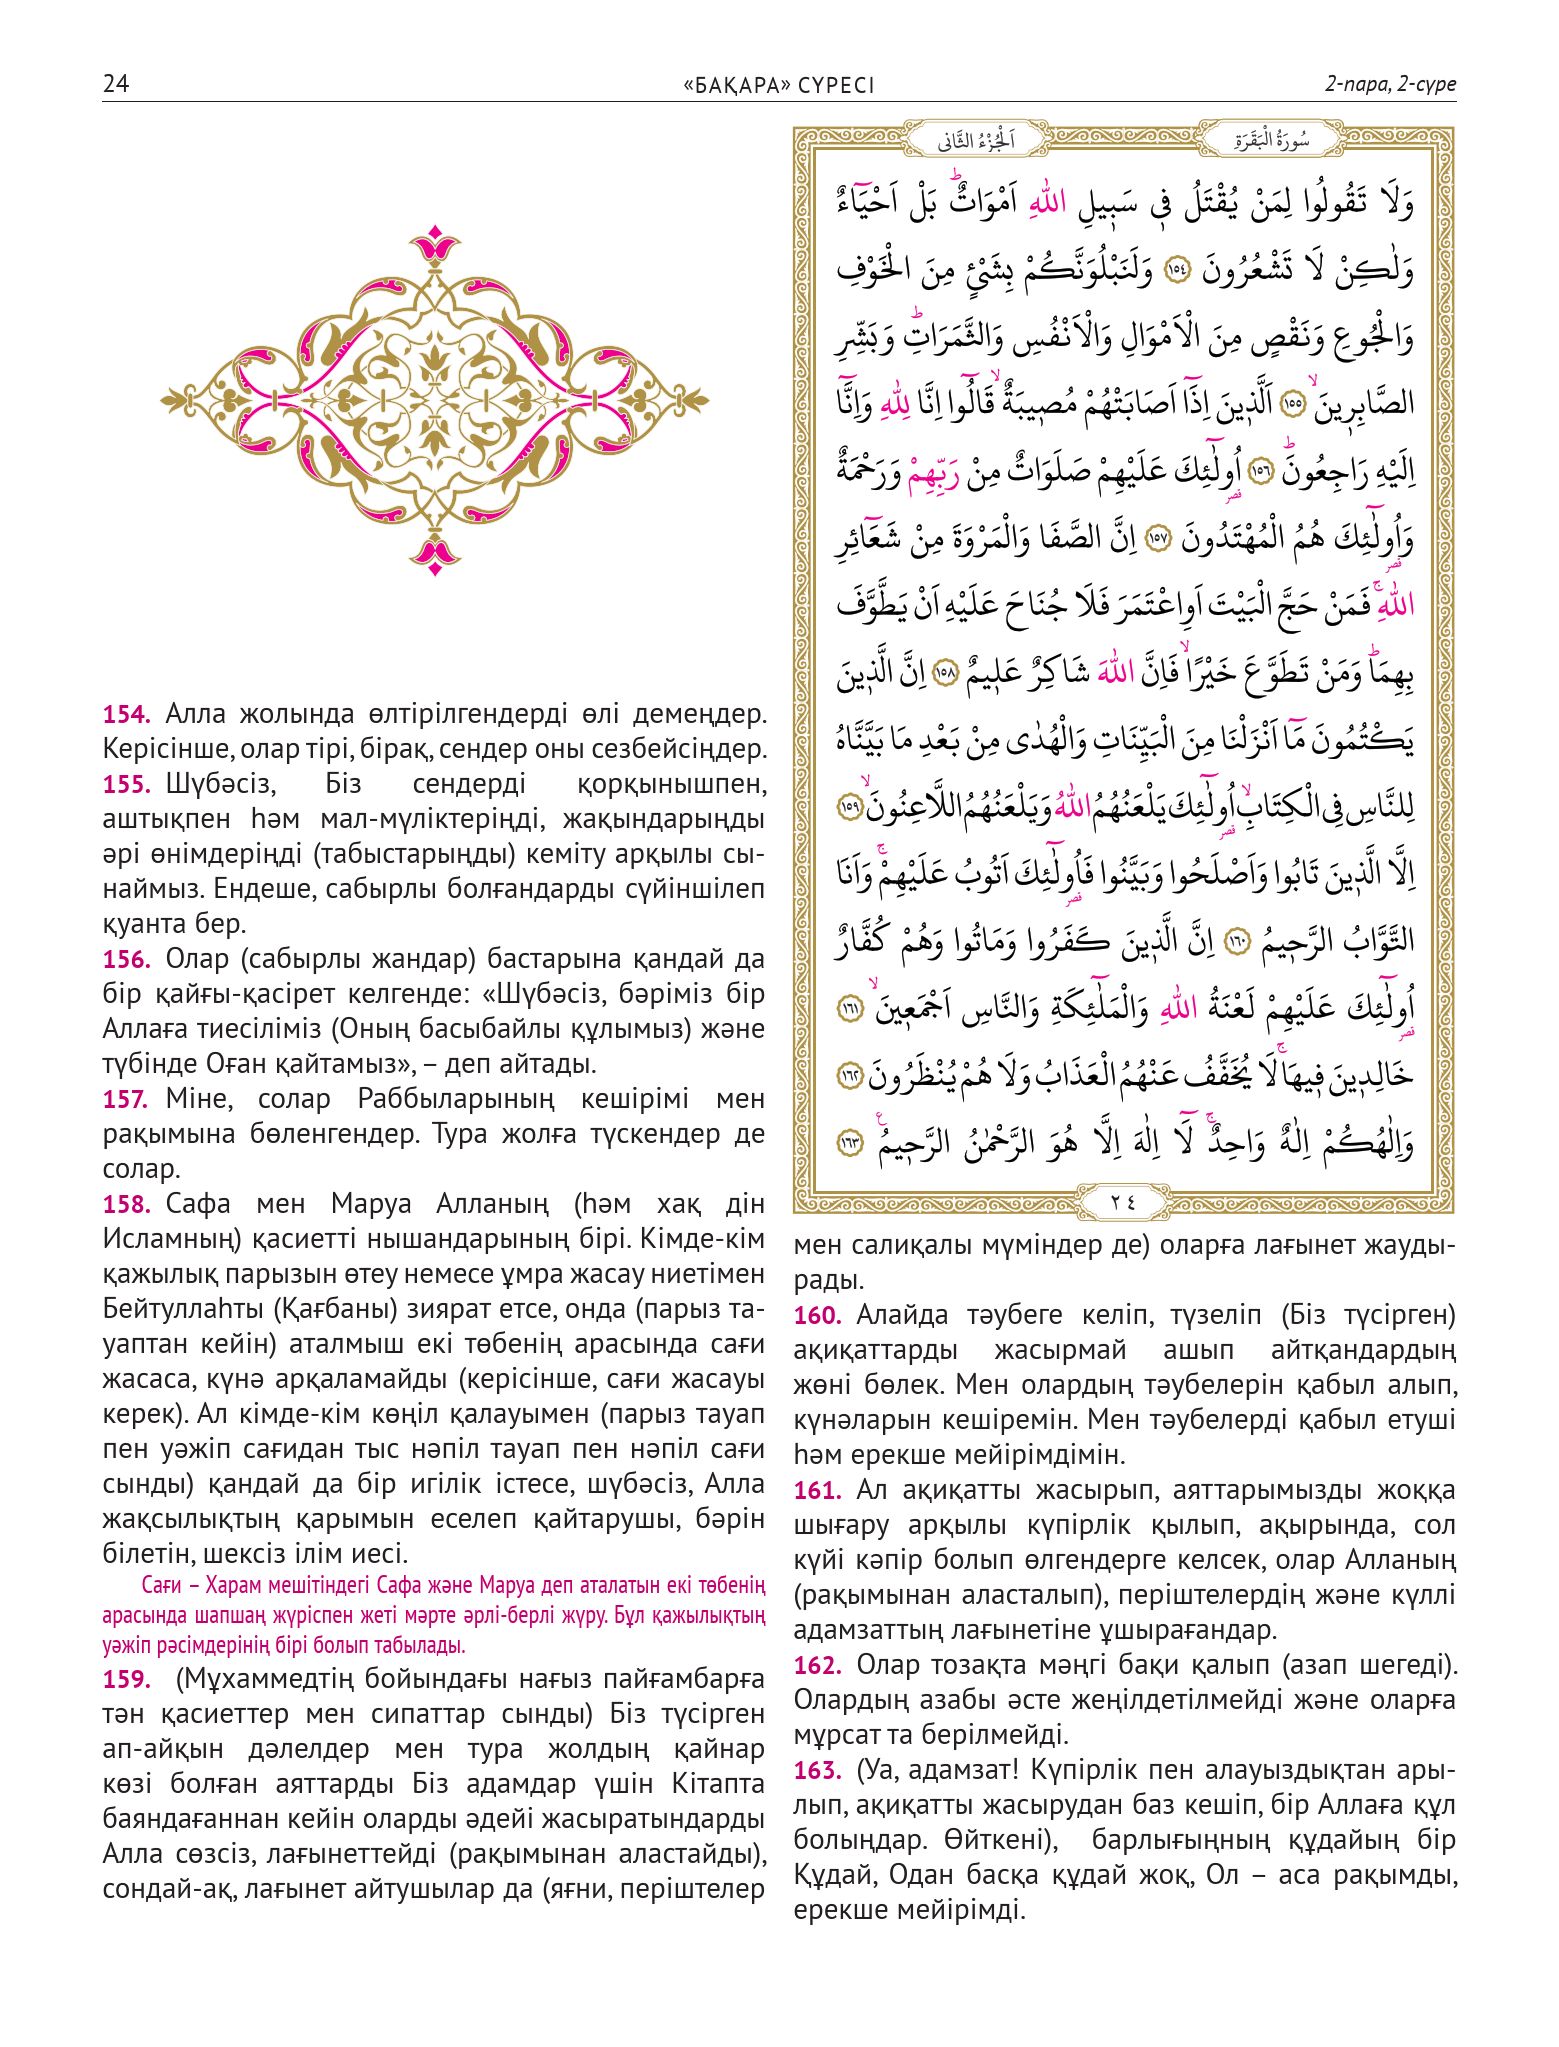 24
«БАҚАРА» СҮРЕСІ
2-пара, 2-сүре
اَلْجُزْءُ الثَّانٖى
سُورَةُ الْبَقَرَةِ
وَلَا تَقُولُوا لِمَنْ يُقْتَلُ فٖى سَبٖيلِ اللّٰهِ اَمْوَاتٌؕ بَلْ اَحْيَٓاءٌ
وَلٰكِنْ لَا تَشْعُرُونَ ﴿١٥٤﴾ وَلَنَبْلُوَنَّكُمْ بِشَىْءٍ مِنَ الْخَوْفِ
وَالْجُوعِ وَنَقْصٍ مِنَ الْاَمْوَالِ وَالْاَنْفُسِ وَالثَّمَرَاتِؕ وَبَشِّرِ
الصَّابِرٖينَۙ ﴿١٥٥﴾ اَلَّذٖينَ اِذَٓا اَصَابَتْهُمْ مُصٖيبَةٌۙ قَالُٓوا اِنَّا لِلّٰهِ وَاِنَّٓا
اِلَيْهِ رَاجِعُونَؕ ﴿١٥٦﴾ اُولٰٓئِكَ عَلَيْهِمْ صَلَوَاتٌ مِنْ رَبِّهِمْ وَرَحْمَةٌ
وَاُولٰٓئِكَ هُمُ الْمُهْتَدُونَ ﴿١٥٧﴾ اِنَّ الصَّفَا وَالْمَرْوَةَ مِنْ شَعَٓائِرِ
اللّٰهِۚ فَمَنْ حَجَّ الْبَيْتَ اَوِاعْتَمَرَ فَلَا جُنَاحَ عَلَيْهِ اَنْ يَطَّوَّفَ
بِهِمَاؕ وَمَنْ تَطَوَّعَ خَيْرًاۙ فَاِنَّ اللّٰهَ شَاكِرٌ عَلٖيمٌ ﴿١٥٨﴾ اِنَّ الَّذٖينَ
يَكْتُمُونَ مَٓا اَنْزَلْنَا مِنَ الْبَيِّنَاتِ وَالْهُدٰى مِنْ بَعْدِ مَا بَيَّنَّاهُ
لِلنَّاسِ فِى الْكِتَابِۙ اُولٰٓئِكَ يَلْعَنُهُمُ اللّٰهُ وَيَلْعَنُهُمُ اللَّاعِنُونَۙ ﴿١٥٩﴾
اِلَّا الَّذٖينَ تَابُوا وَاَصْلَحُوا وَبَيَّنُوا فَاُولٰٓئِكَ اَتُوبُ عَلَيْهِمْۚ وَاَنَا
التَّوَّابُ الرَّحٖيمُ ﴿١٦٠﴾ اِنَّ الَّذٖينَ كَفَرُوا وَمَاتُوا وَهُمْ كُفَّارٌ
اُولٰٓئِكَ عَلَيْهِمْ لَعْنَةُ اللّٰهِ وَالْمَلٰٓئِكَةِ وَالنَّاسِ اَجْمَعٖينَۙ ﴿١٦١﴾
خَالِدٖينَ فٖيهَاۚ لَا يُخَفَّفُ عَنْهُمُ الْعَذَابُ وَلَا هُمْ يُنْظَرُونَ ﴿١٦٢﴾
وَاِلٰهُكُمْ اِلٰهٌ وَاحِدٌۚ لَٓا اِلٰهَ اِلَّا هُوَ الرَّحْمٰنُ الرَّحٖيمُ ﴿١٦٣﴾
٢٤
154. Алла жолында өлтірілгендерді өлі демеңдер.
Керісінше, олар тірі, бірақ, сендер оны сезбейсіңдер.
155. Шүбәсіз, Біз сендерді қорқынышпен,
аштықпен һәм мал-мүліктеріңді, жақындарыңды
әрі өнімдеріңді (табыстарыңды) кеміту арқылы сы-
наймыз. Ендеше, сабырлы болғандарды сүйіншілеп
қуанта бер.
156. Олар (сабырлы жандар) бастарына қандай да
бір қайғы-қасірет келгенде: «Шүбәсіз, бәріміз бір
Аллаға тиесіліміз (Оның басыбайлы құлымыз) және
түбінде Оған қайтамыз», – деп айтады.
157. Міне, солар Раббыларының кешірімі мен
рақымына бөленгендер. Тура жолға түскендер де
солар.
158. Сафа мен Маруа Алланың (һәм хақ дін
Исламның) қасиетті нышандарының бірі. Кімде-кім
қажылық парызын өтеу немесе ұмра жасау ниетімен
Бейтуллаһты (Қағбаны) зиярат етсе, онда (парыз та-
уаптан кейін) аталмыш екі төбенің арасында сағи
жасаса, күнә арқаламайды (керісінше, сағи жасауы
керек). Ал кімде-кім көңіл қалауымен (парыз тауап
пен уәжіп сағидан тыс нәпіл тауап пен нәпіл сағи
сынды) қандай да бір игілік істесе, шүбәсіз, Алла
жақсылықтың қарымын еселеп қайтарушы, бәрін
білетін, шексіз ілім иесі.
Сағи – Харам мешітіндегі Сафа және Маруа деп аталатын екі төбенің
арасында шапшаң жүріспен жеті мәрте әрлі-берлі жүру. Бұл қажылықтың
уәжіп рәсімдерінің бірі болып табылады.
159. (Мұхаммедтің бойындағы нағыз пайғамбарға
тән қасиеттер мен сипаттар сынды) Біз түсірген
ап-айқын дәлелдер мен тура жолдың қайнар
көзі болған аяттарды Біз адамдар үшін Кітапта
баяндағаннан кейін оларды әдейі жасыратындарды
Алла сөзсіз, лағынеттейді (рақымынан аластайды),
сондай-ақ, лағынет айтушылар да (яғни, періштелер
мен салиқалы мүміндер де) оларға лағынет жауды-
рады.
160. Алайда тәубеге келіп, түзеліп (Біз түсірген)
ақиқаттарды жасырмай ашып айтқандардың
жөні бөлек. Мен олардың тәубелерін қабыл алып,
күнәларын кешіремін. Мен тәубелерді қабыл етуші
һәм ерекше мейірімдімін.
161. Ал ақиқатты жасырып, аяттарымызды жоққа
шығару арқылы күпірлік қылып, ақырында, сол
күйі кәпір болып өлгендерге келсек, олар Алланың
(рақымынан аласталып), періштелердің және күллі
адамзаттың лағынетіне ұшырағандар.
162. Олар тозақта мәңгі бақи қалып (азап шегеді).
Олардың азабы әсте жеңілдетілмейді және оларға
мұрсат та берілмейді.
163. (Уа, адамзат! Күпірлік пен алауыздықтан ары-
лып, ақиқатты жасырудан баз кешіп, бір Аллаға құл
болыңдар. Өйткені), барлығыңның құдайың бір
Құдай, Одан басқа құдай жоқ, Ол – аса рақымды,
ерекше мейірімді.